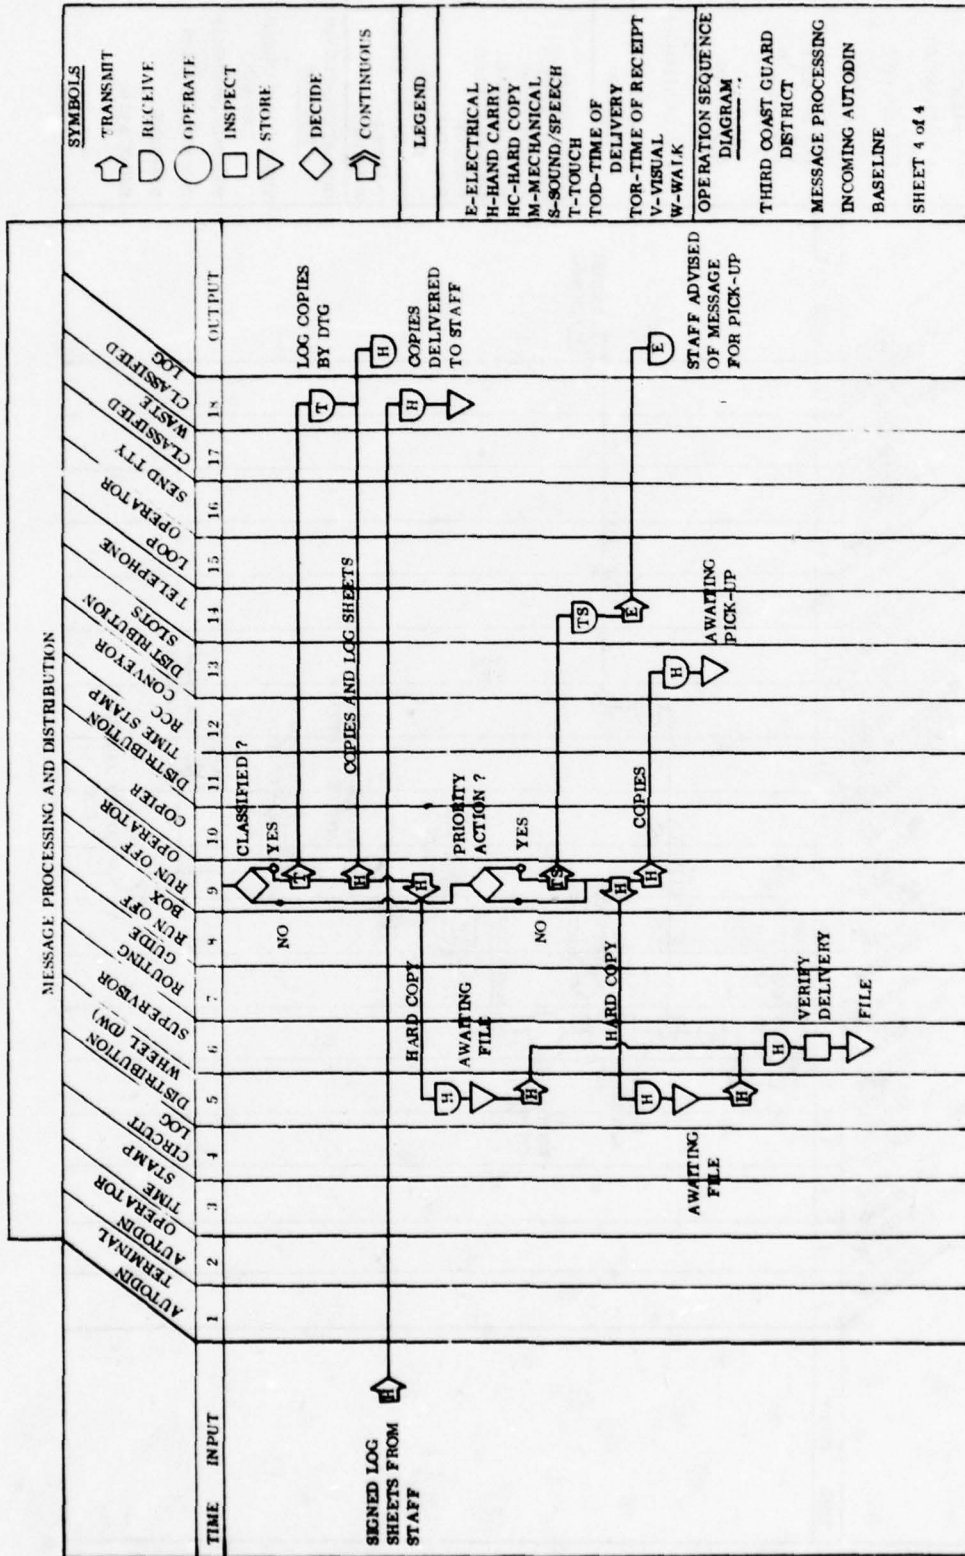 MESSAGE PROCESSING AND DISTRIBUTION
AUTODIN
TERMINAL
AUTODIN
OPERATOR
TIME
STAMP
CIRCUIT
LOG
DISTRIBUTION
WHEEL (DW)
SUPERVISOR
ROUTING
GUIDE
RUN OFF
BOX
RUN OFF
OPERATOR
COPIER
DISTRIBUTION
TIME STAMP
RCC
CONVEYOR
DISTRIBUTION
SLOTS
TELEPHONE
LOOP OPERATOR
SEND TTY
CLASSIFIED
WASTE
CLASSIFIED
LOG
TIME INPUT 1 2 3 4 5 6 7 8 9 10 11 12 13 14 15 16 17 18 OUTPUT
CLASSIFIED ?
YES
NO
T
T
LOG COPIES
BY DTG
H
COPIES AND LOG SHEETS
H
COPIES
DELIVERED
TO STAFF
SIGNED LOG
SHEETS FROM
STAFF
H
H
H
HARD COPY
H
AWAITING
FILE
H
PRIORITY
ACTION ?
YES
NO
TS
TS
E
E
STAFF ADVISED
OF MESSAGE
FOR PICK-UP
H
HARD COPY
H
AWAITING
FILE
H
H
COPIES
H
AWAITING
PICK-UP
H
VERIFY
DELIVERY
FILE
SYMBOLS
TRANSMIT
RECEIVE
OPERATE
INSPECT
STORE
DECIDE
CONTINUOUS
LEGEND
E-ELECTRICAL
H-HAND CARRY
HC-HARD COPY
M-MECHANICAL
S-SOUND/SPEECH
T-TOUCH
TOD-TIME OF
DELIVERY
TOR-TIME OF RECEIPT
V-VISUAL
W-WALK
OPERATION SEQUENCE
DIAGRAM
THIRD COAST GUARD
DISTRICT
MESSAGE PROCESSING
INCOMING AUTODIN
BASELINE
SHEET 4 of 4